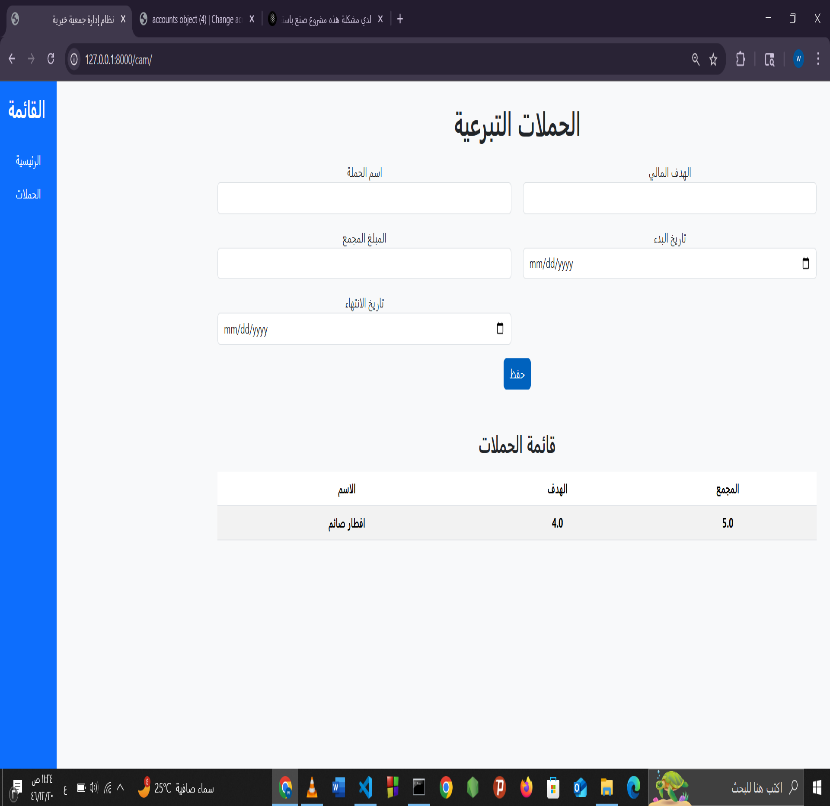 نظام إدارة جمعية خيرية
accounts object (4) | Change ac
لدي مشكلة هذه مشروع صنع باس
127.0.0.1:8000/cam/
القائمة
الرئيسية
الحملات
الحملات التبرعية
اسم الحملة
الهدف المالي
المبلغ المجمع
تاريخ البدء
mm/dd/yyyy
تاريخ الانتهاء
mm/dd/yyyy
حفظ
قائمة الحملات
الاسم الهدف المجمع
افطار صائم 4.0 5.0
25°C سماء صافية
ع
اكتب هنا للبحث